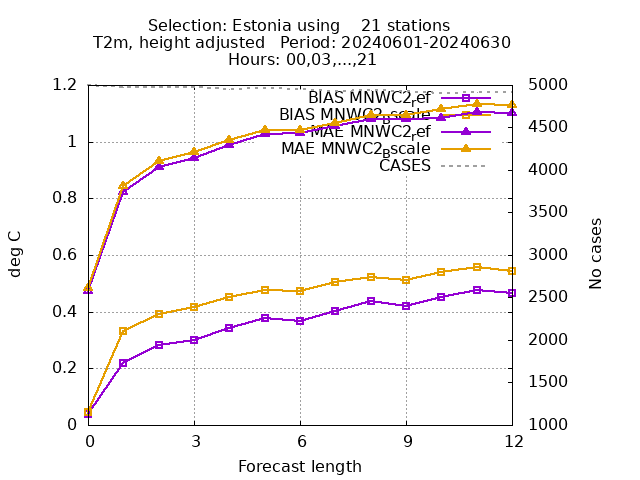 Selection: Estonia using    21 stations
T2m, height adjusted   Period: 20240601-20240630
Hours: 00,03,...,21
1.2
1
0.8
0.6
0.4
0.2
0
5000
4500
4000
3500
3000
2500
2000
1500
1000
BIAS MNWC2_ref
BIAS MNWC2_Bscale
MAE MNWC2_ref
MAE MNWC2_Bscale
CASES
deg C
No cases
0 3 6 9 12
Forecast length